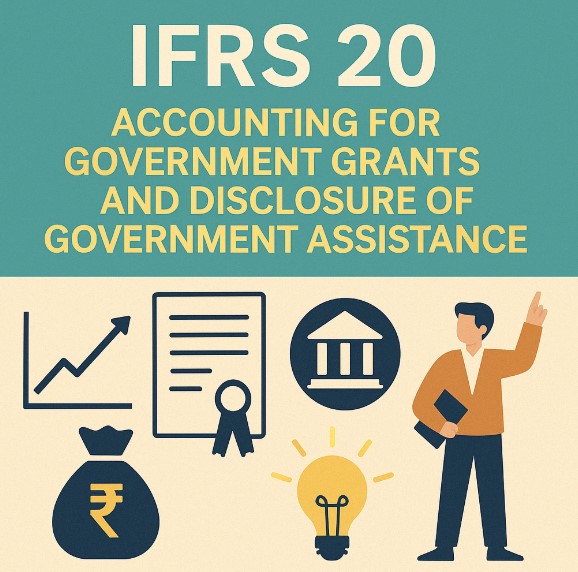 IFRS 20
ACCOUNTING FOR
GOVERNMENT GRANTS
AND DISCLOSURE OF
GOVERNMENT ASSISTANCE
₹